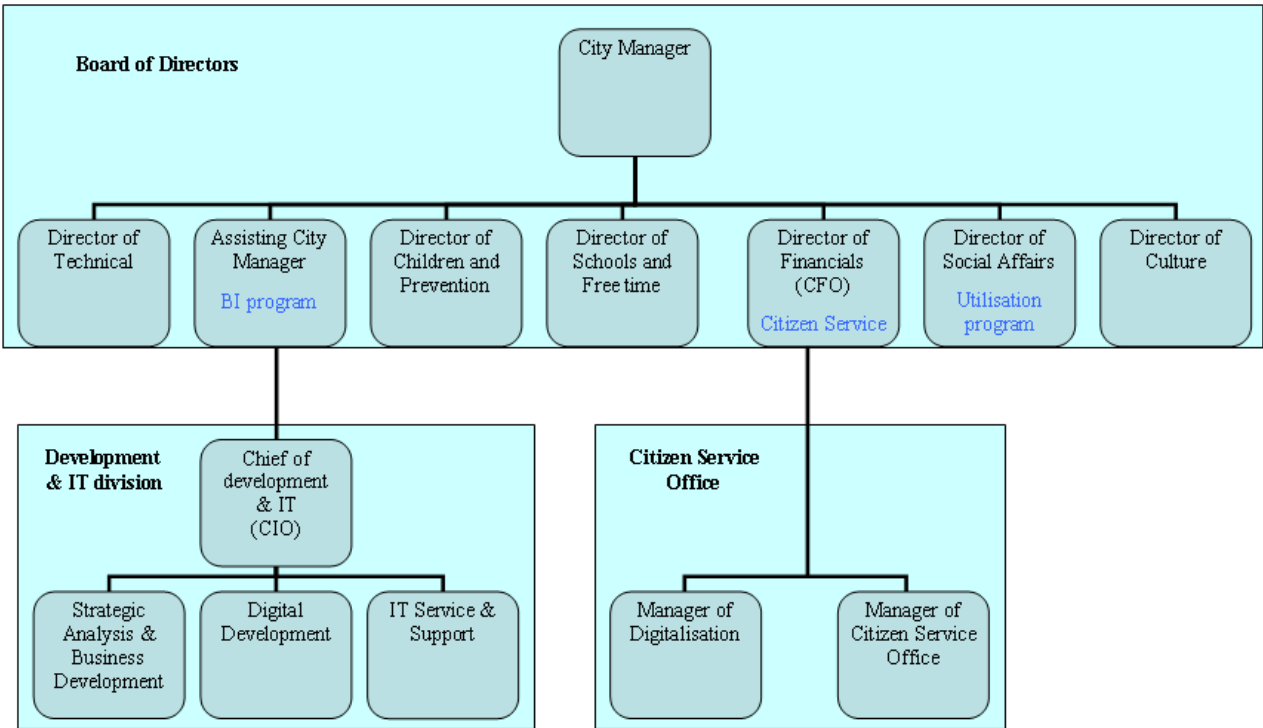 Board of Directors
City Manager
Director of
Technical
Assisting City
Manager
BI program
Director of
Children and
Prevention
Director of
Schools and
Free time
Director of
Financials
(CFO)
Citizen Service
Director of
Social Affairs
Utilisation
program
Director of
Culture
Development
& IT division
Chief of
development
& IT
(CIO)
Strategic
Analysis &
Business
Development
Digital
Development
IT Service &
Support
Citizen Service
Office
Manager of
Digitalisation
Manager of
Citizen Service
Office